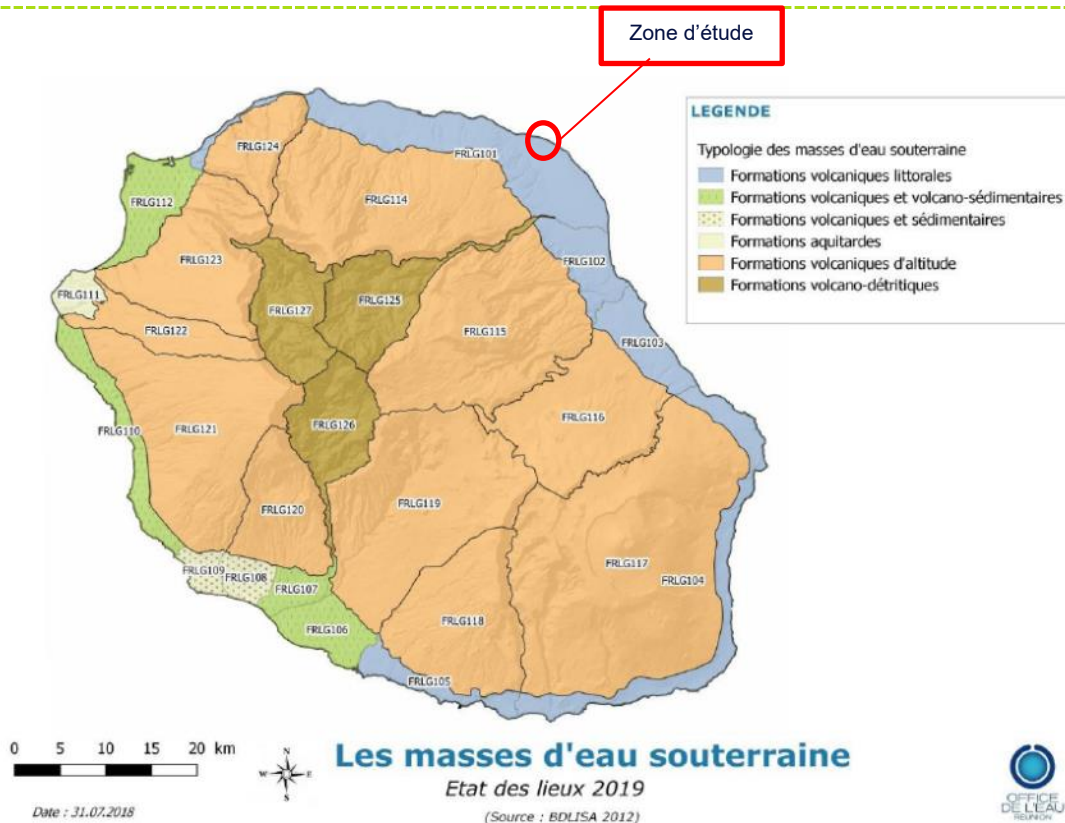 Zone d'étude
LEGENDE
Typologie des masses d'eau souterraine
Formations volcaniques littorales
Formations volcaniques et volcano-sédimentaires
Formations volcaniques et sédimentaires
Formations aquitardes
Formations volcaniques d'altitude
Formations volcano-détritiques
FRLG124
FRLG101
FRLG112
FRLG114
FRLG123
FRLG102
FRLG111
FRLG127
FRLG125
FRLG122
FRLG115
FRLG103
FRLG116
FRLG110
FRLG121
FRLG126
FRLG119
FRLG120
FRLG117
FRLG104
FRLG109
FRLG108
FRLG107
FRLG118
FRLG106
FRLG105
0 5 10 15 20 km
N
W E
S
Les masses d'eau souterraine
Etat des lieux 2019
(Source : BDLISA 2012)
Date : 31.07.2018
OFFICE
DE L'EAU
REUNION